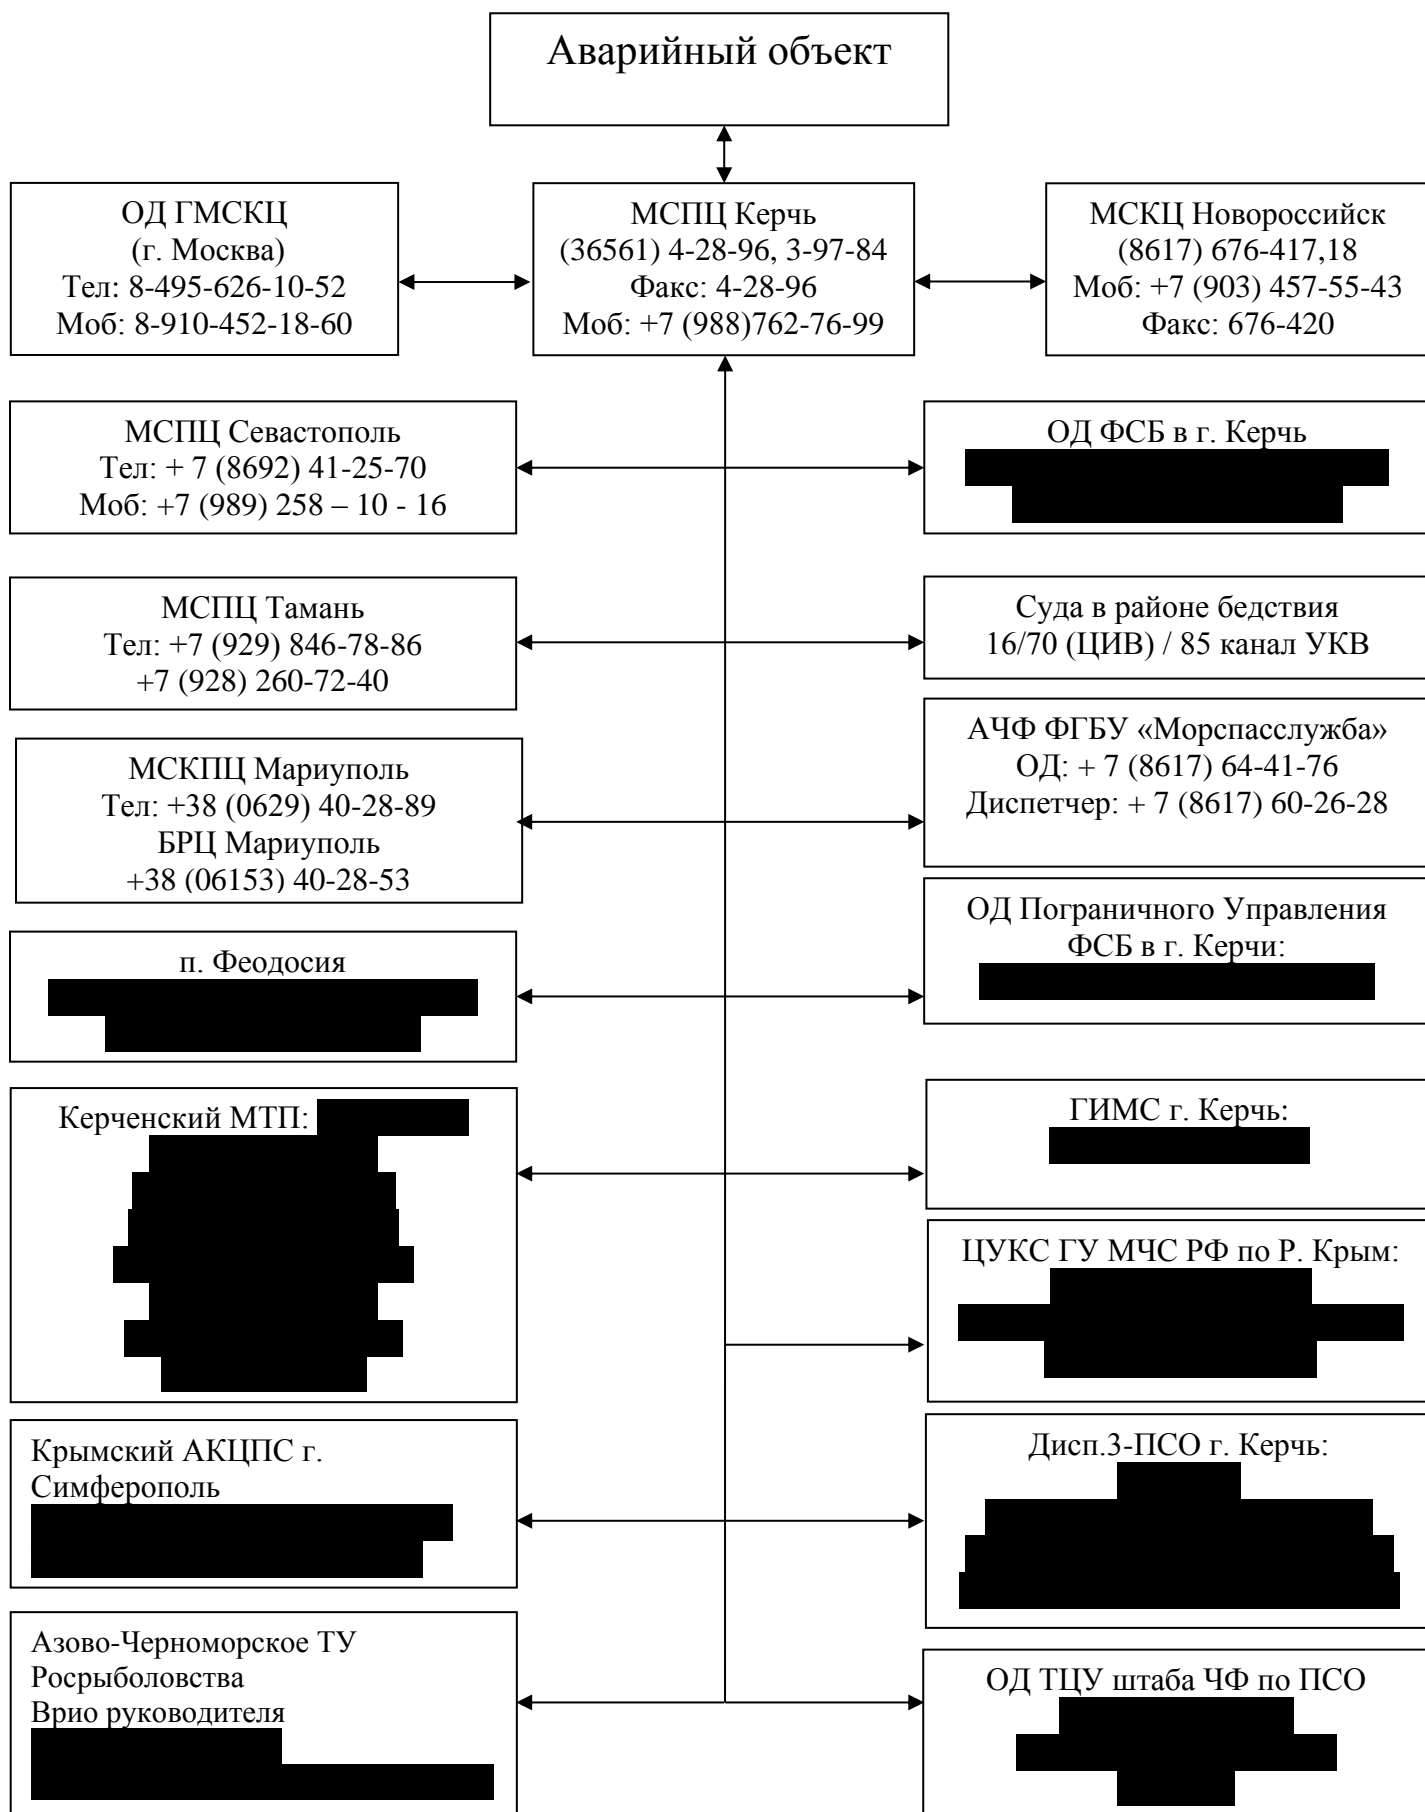 Аварийный объект
ОД ГМСКЦ
(г. Москва)
Тел: 8-495-626-10-52
Моб: 8-910-452-18-60
МСПЦ Керчь
(36561) 4-28-96, 3-97-84
Факс: 4-28-96
Моб: +7 (988)762-76-99
МСКЦ Новороссийск
(8617) 676-417,18
Моб: +7 (903) 457-55-43
Факс: 676-420
МСПЦ Севастополь
Тел: + 7 (8692) 41-25-70
Моб: +7 (989) 258 – 10 - 16
ОД ФСБ в г. Керчь
МСПЦ Тамань
Тел: +7 (929) 846-78-86
+7 (928) 260-72-40
Суда в районе бедствия
16/70 (ЦИВ) / 85 канал УКВ
МСКПЦ Мариуполь
Тел: +38 (0629) 40-28-89
БРЦ Мариуполь
+38 (06153) 40-28-53
АЧФ ФГБУ «Морспасслужба»
ОД: + 7 (8617) 64-41-76
Диспетчер: + 7 (8617) 60-26-28
п. Феодосия
ОД Пограничного Управления
ФСБ в г. Керчи:
Керченский МТП:
ГИМС г. Керчь:
ЦУКС ГУ МЧС РФ по Р. Крым:
Крымский АКЦПС г.
Симферополь
Дисп.3-ПСО г. Керчь:
Азово-Черноморское ТУ
Росрыболовства
Врио руководителя
ОД ТЦУ штаба ЧФ по ПСО